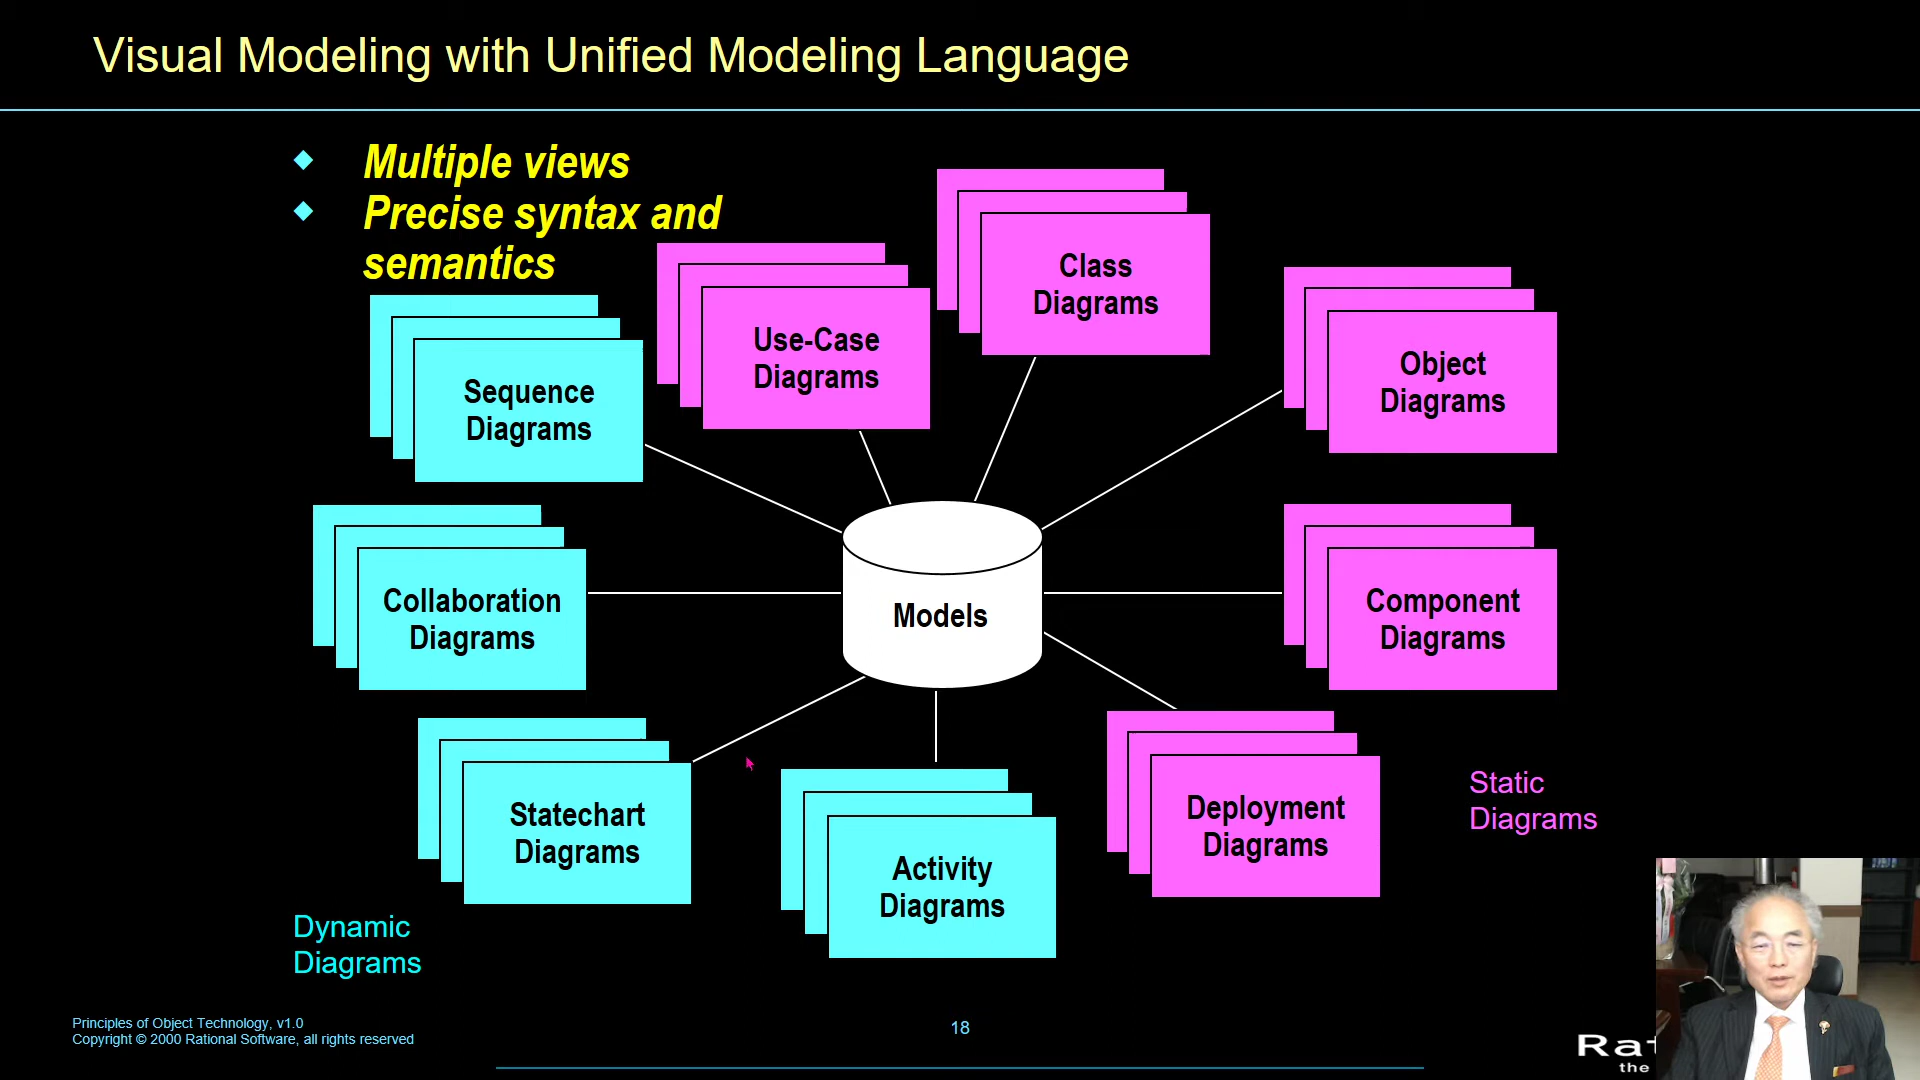 Visual Modeling with Unified Modeling Language
Multiple views
Precise syntax and
semantics
Class
Diagrams
Use-Case
Diagrams
Object
Diagrams
Sequence
Diagrams
Collaboration
Diagrams
Models
Component
Diagrams
Statechart
Diagrams
Activity
Diagrams
Deployment
Diagrams
Static
Diagrams
Dynamic
Diagrams
Principles of Object Technology, v1.0
Copyright © 2000 Rational Software, all rights reserved
18
the